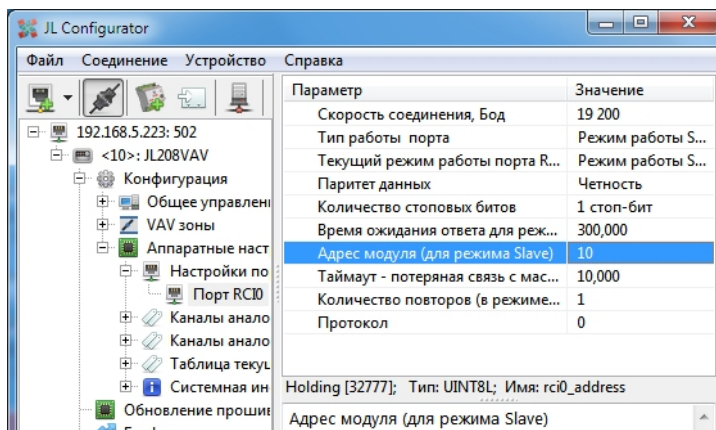 JL Configurator
Файл Соединение Устройство Справка
192.168.5.223: 502
<10>: JL208VAV
Конфигурация
Общее управлени
VAV зоны
Аппаратные наст
Настройки по
Порт RCI0
Каналы анало
Каналы анало
Таблица текущ
Системная ин
Обновление прошив
Параметр Значение
Скорость соединения, Бод 19 200
Тип работы порта Режим работы S...
Текущий режим работы порта R... Режим работы S...
Паритет данных Четность
Количество стоповых битов 1 стоп-бит
Время ожидания ответа для реж... 300,000
Адрес модуля (для режима Slave) 10
Таймаут - потеряная связь с мас... 10,000
Количество повторов (в режиме... 1
Протокол 0
Holding [32777]; Тип: UINT8L; Имя: rci0_address
Адрес модуля (для режима Slave)